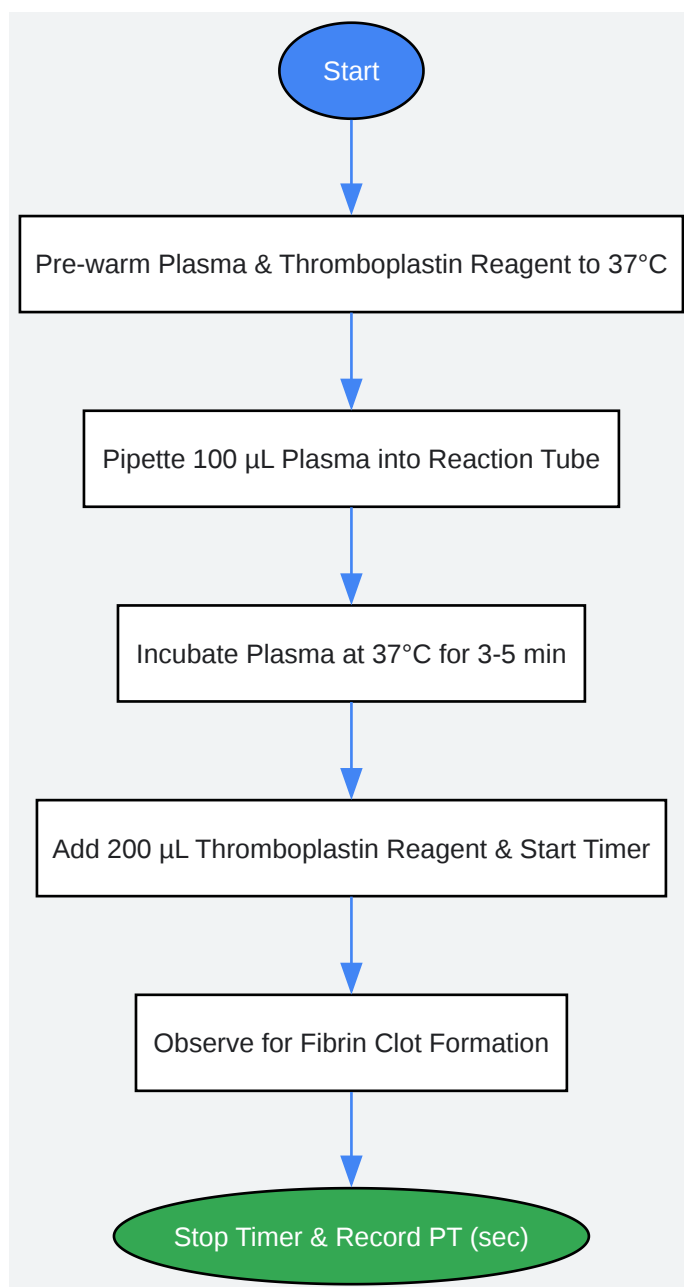 Start
Pre-warm Plasma & Thromboplastin Reagent to 37°C
Pipette 100 µL Plasma into Reaction Tube
Incubate Plasma at 37°C for 3-5 min
Add 200 µL Thromboplastin Reagent & Start Timer
Observe for Fibrin Clot Formation
Stop Timer & Record PT (sec)